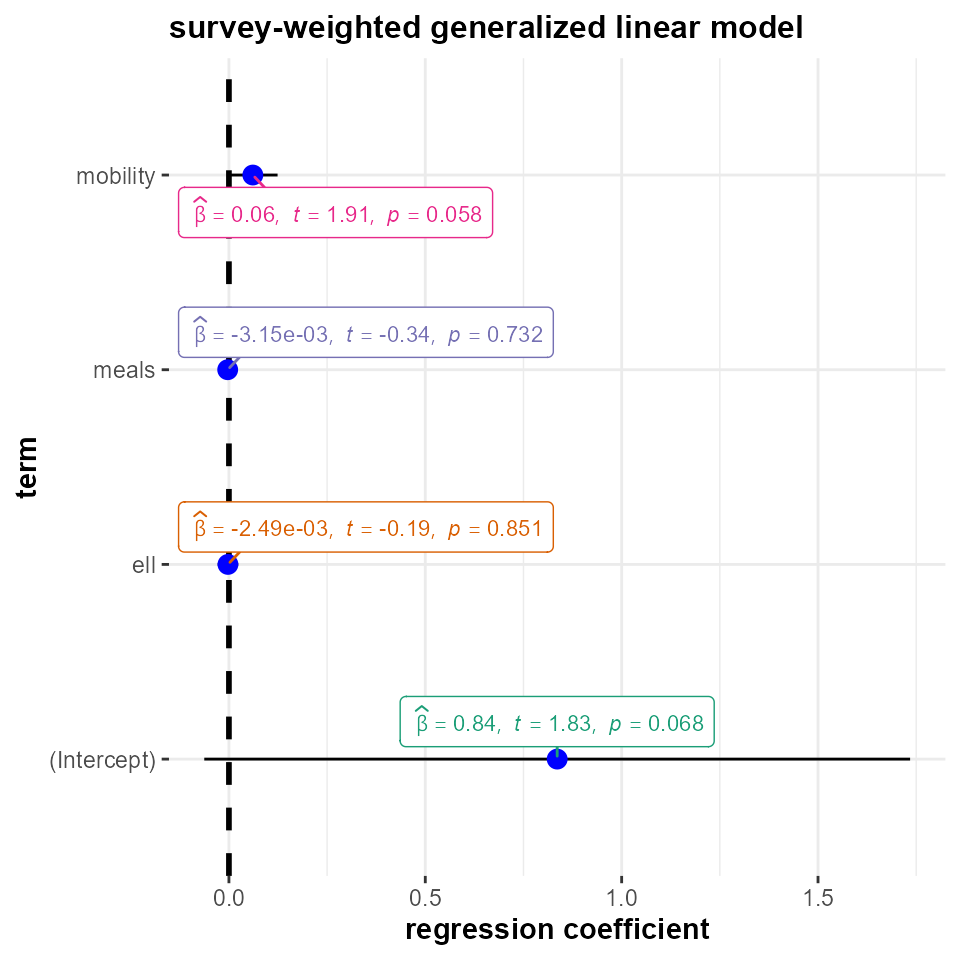 survey-weighted generalized linear model
term
mobility
β̂ = 0.06, t = 1.91, p = 0.058
β̂ = -3.15e-03, t = -0.34, p = 0.732
meals
β̂ = -2.49e-03, t = -0.19, p = 0.851
ell
β̂ = 0.84, t = 1.83, p = 0.068
(Intercept)
0.0 0.5 1.0 1.5
regression coefficient